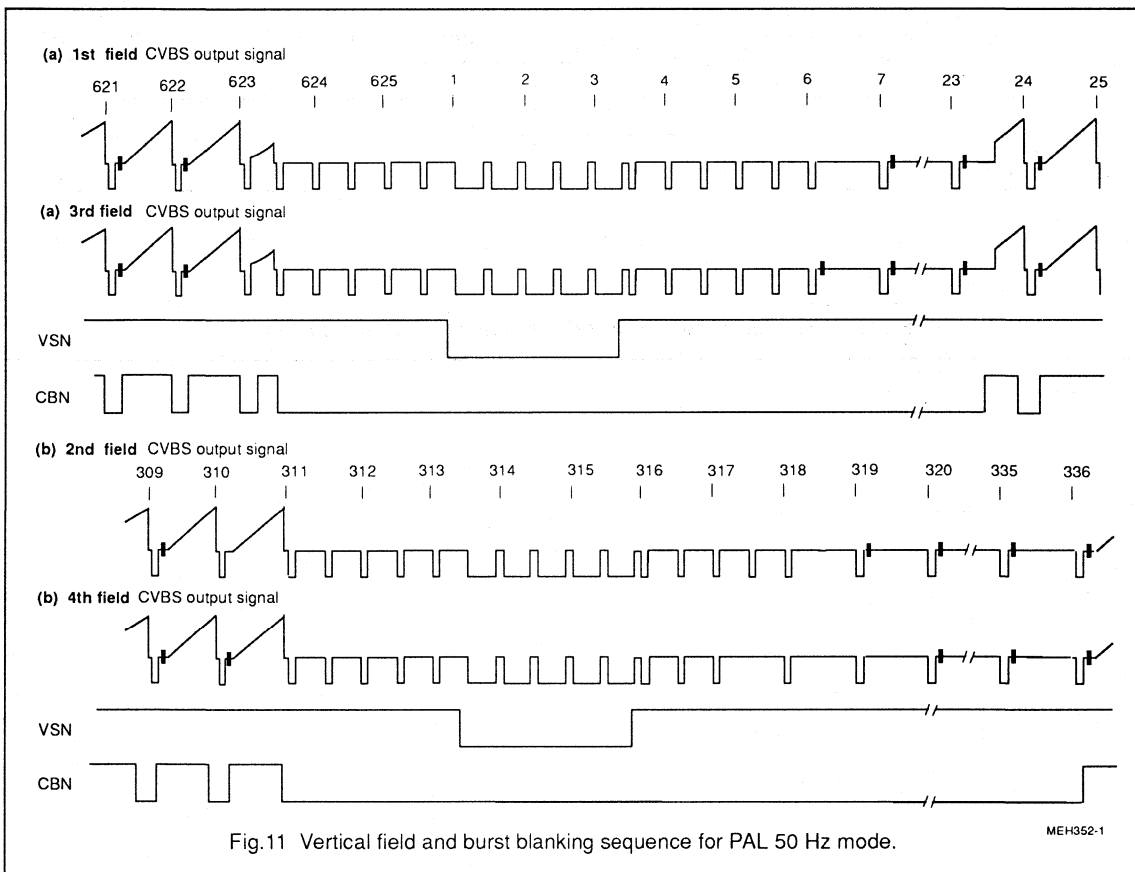 (a) 1st field CVBS output signal
621 622 623 624 625 1 2 3 4 5 6 7 23 24 25
(a) 3rd field CVBS output signal
VSN
CBN
(b) 2nd field CVBS output signal
309 310 311 312 313 314 315 316 317 318 319 320 335 336
(b) 4th field CVBS output signal
VSN
CBN
Fig.11 Vertical field and burst blanking sequence for PAL 50 Hz mode.
MEH352-1